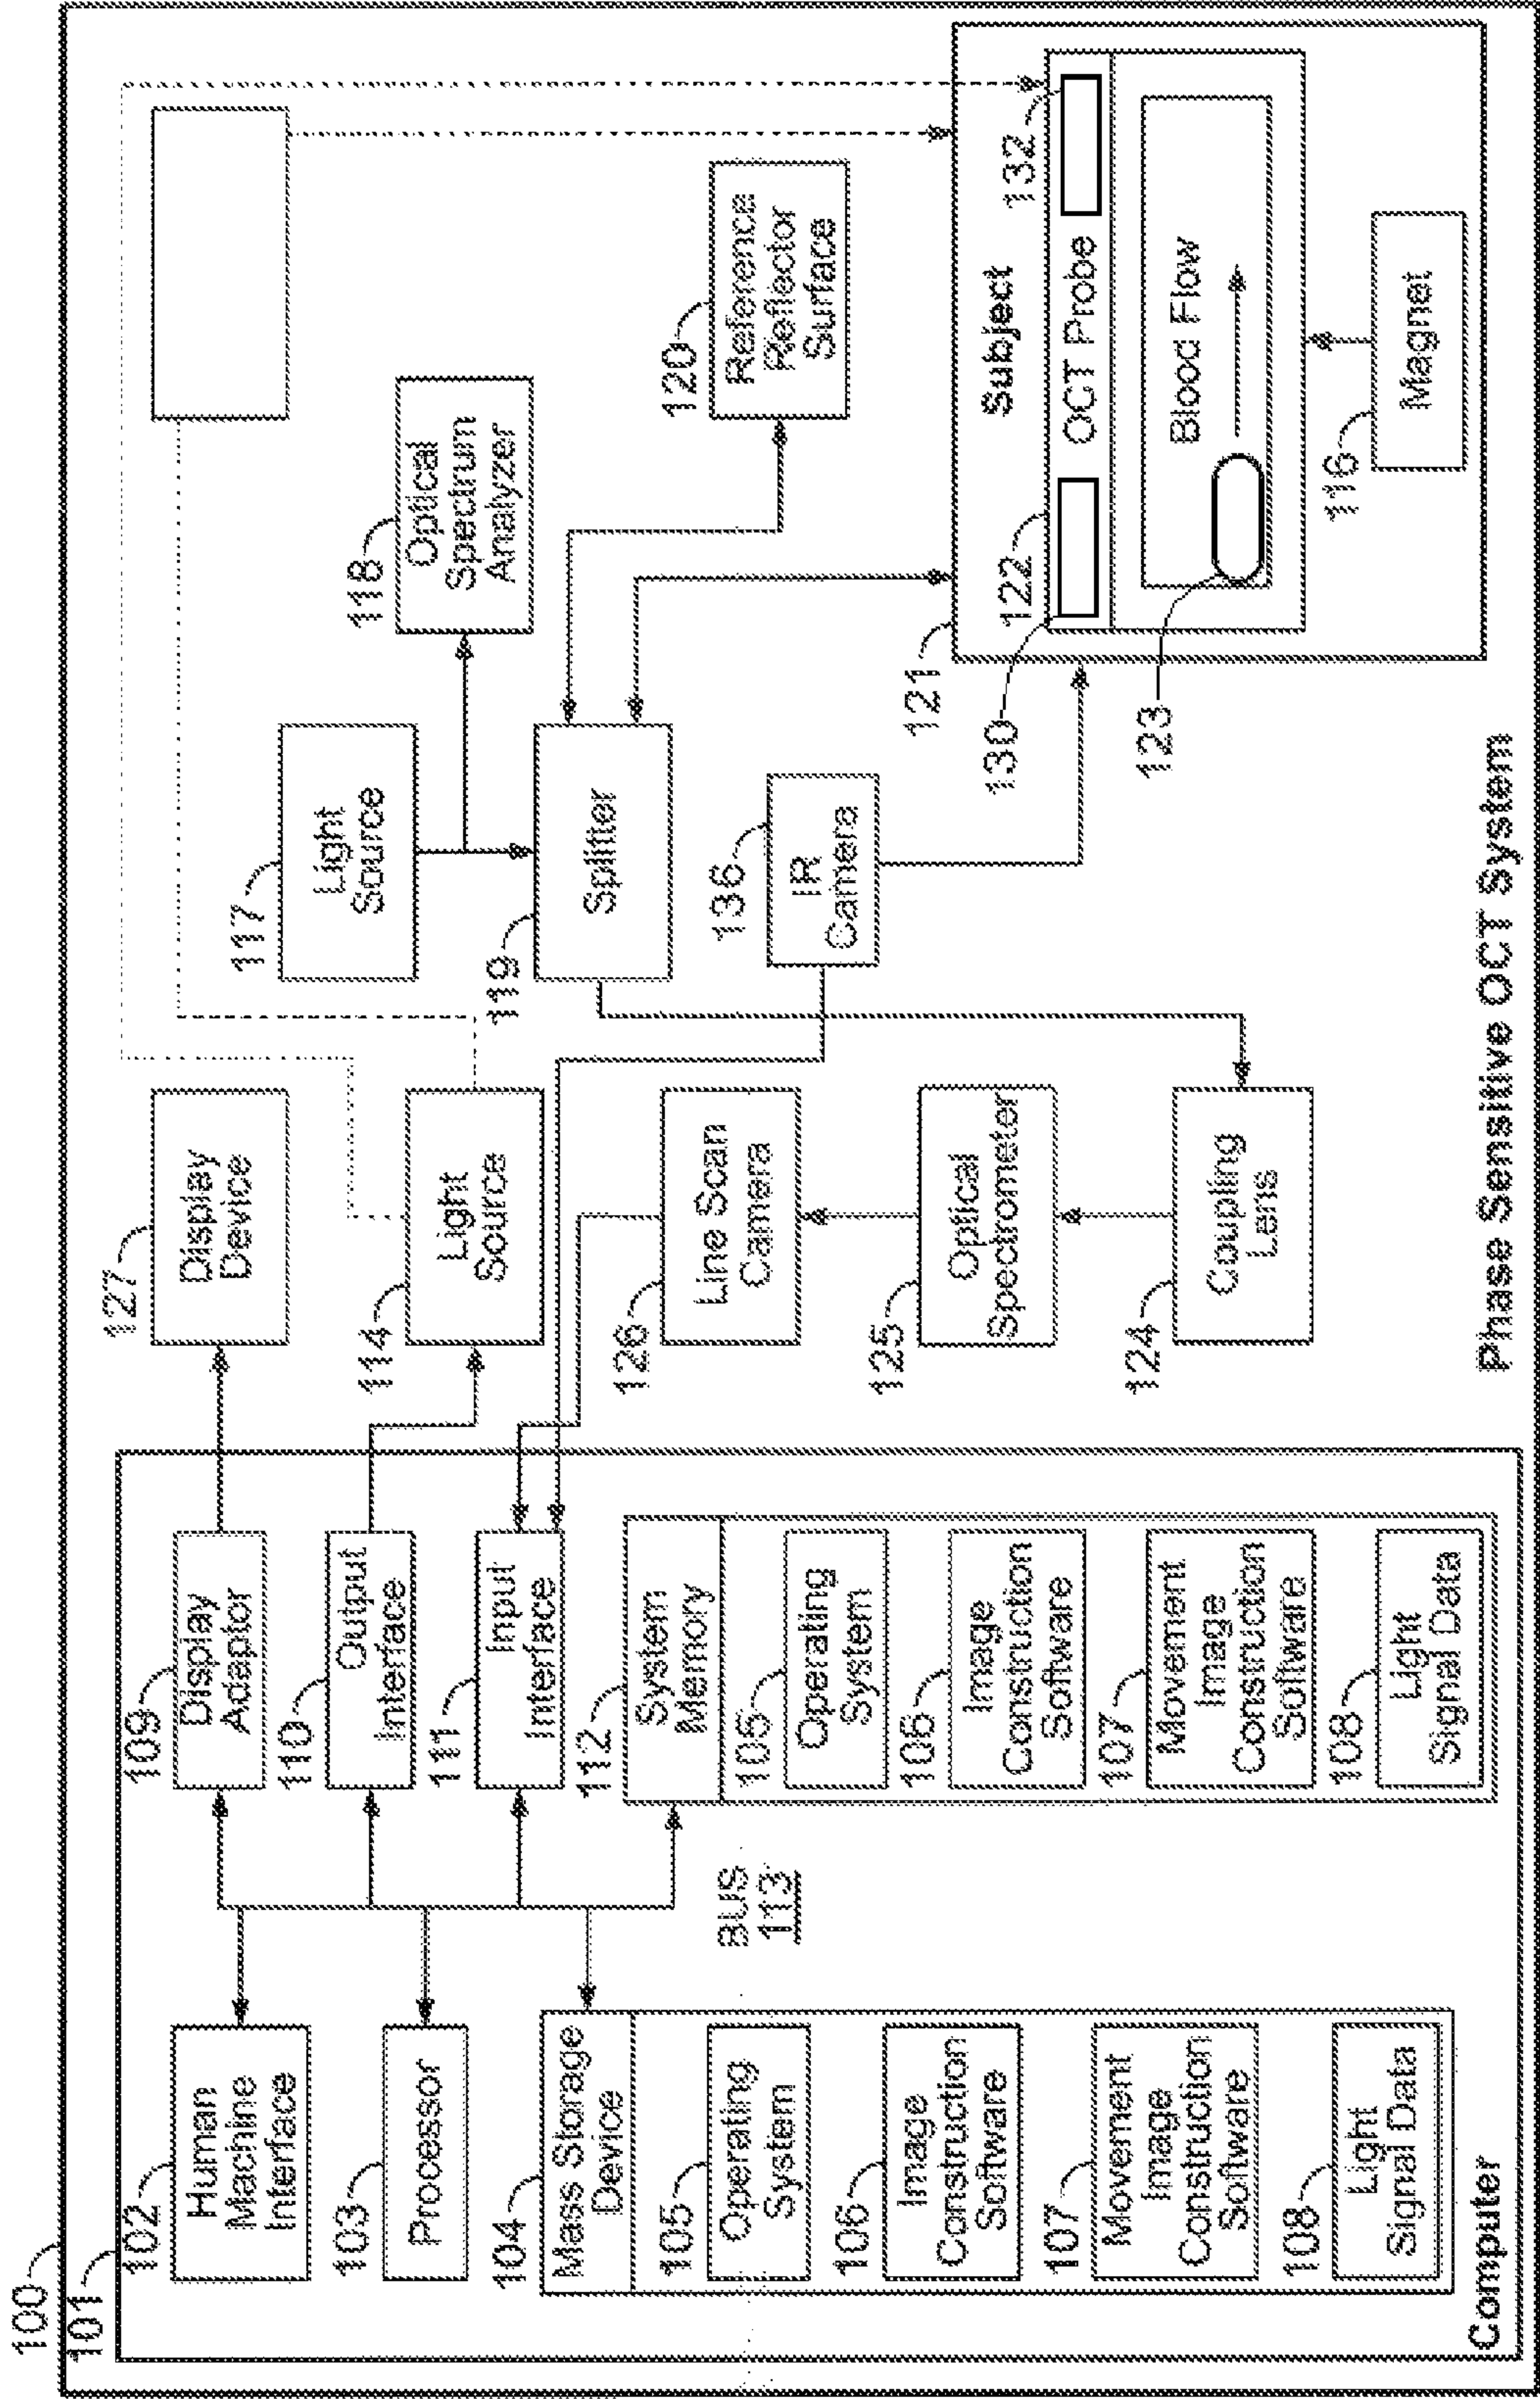 100
101
102
Human
Machine
Interface
103
Processor
104
Mass Storage
Device
105
Operating
System
106
Image
Construction
Software
107
Movement
Image
Construction
Software
108
Light
Signal Data
Computer
BUS
113
109
Display
Adaptor
110
Output
Interface
111
Input
Interface
112
System
Memory
105
Operating
System
106
Image
Construction
Software
107
Movement
Image
Construction
Software
108
Light
Signal Data
127
Display
Device
114
Light
Source
126
Line Scan
Camera
125
Optical
Spectrometer
124
Coupling
Lens
117
Light
Source
119
Splitter
136
IR
Camera
118
Optical
Spectrum
Analyzer
120
Reference
Reflector
Surface
121
Subject
122
130
OCT Probe
132
123
Blood Flow
116
Magnet
Phase Sensitive OCT System